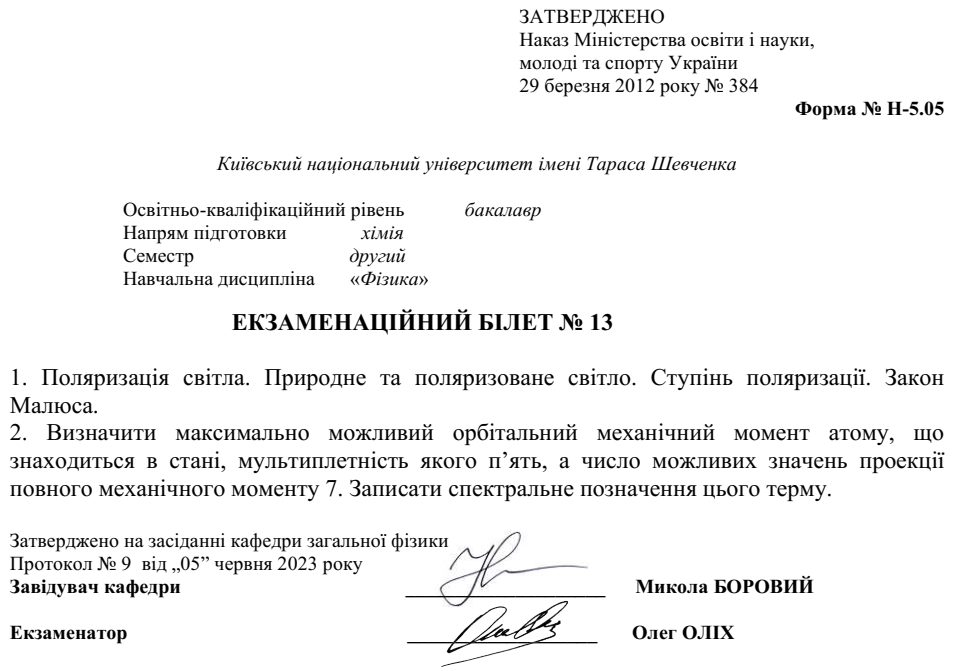 ЗАТВЕРДЖЕНО
Наказ Міністерства освіти і науки,
молоді та спорту України
29 березня 2012 року № 384
Форма № Н-5.05
Київський національний університет імені Тараса Шевченка
Освітньо-кваліфікаційний рівень бакалавр
Напрям підготовки хімія
Семестр другий
Навчальна дисципліна «Фізика»
ЕКЗАМЕНАЦІЙНИЙ БІЛЕТ № 13
1. Поляризація світла. Природне та поляризоване світло. Ступінь поляризації. Закон
Малюса.
2. Визначити максимально можливий орбітальний механічний момент атому, що
знаходиться в стані, мультиплетність якого п’ять, а число можливих значень проекції
повного механічного моменту 7. Записати спектральне позначення цього терму.
Затверджено на засіданні кафедри загальної фізики
Протокол № 9 від „05” червня 2023 року
Завідувач кафедри ____________________ Микола БОРОВИЙ
Екзаменатор ____________________ Олег ОЛІХ